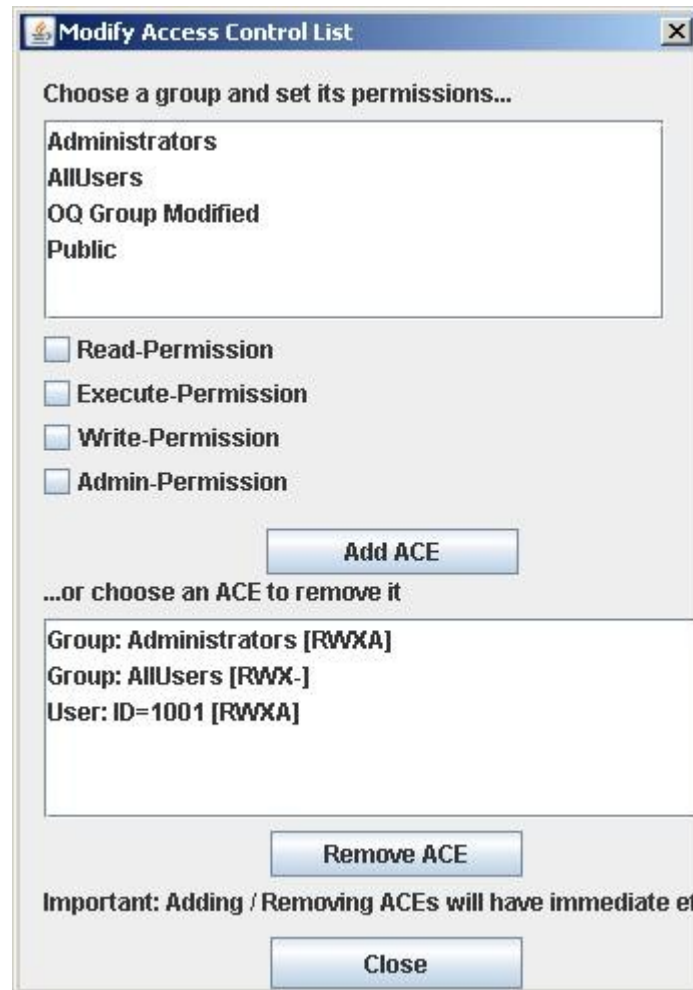 Modify Access Control List
Choose a group and set its permissions...
Administrators
AllUsers
OQ Group Modified
Public
Read-Permission
Execute-Permission
Write-Permission
Admin-Permission
Add ACE
...or choose an ACE to remove it
Group: Administrators [RWXA]
Group: AllUsers [RWX-]
User: ID=1001 [RWXA]
Remove ACE
Important: Adding / Removing ACEs will have immediate
Close